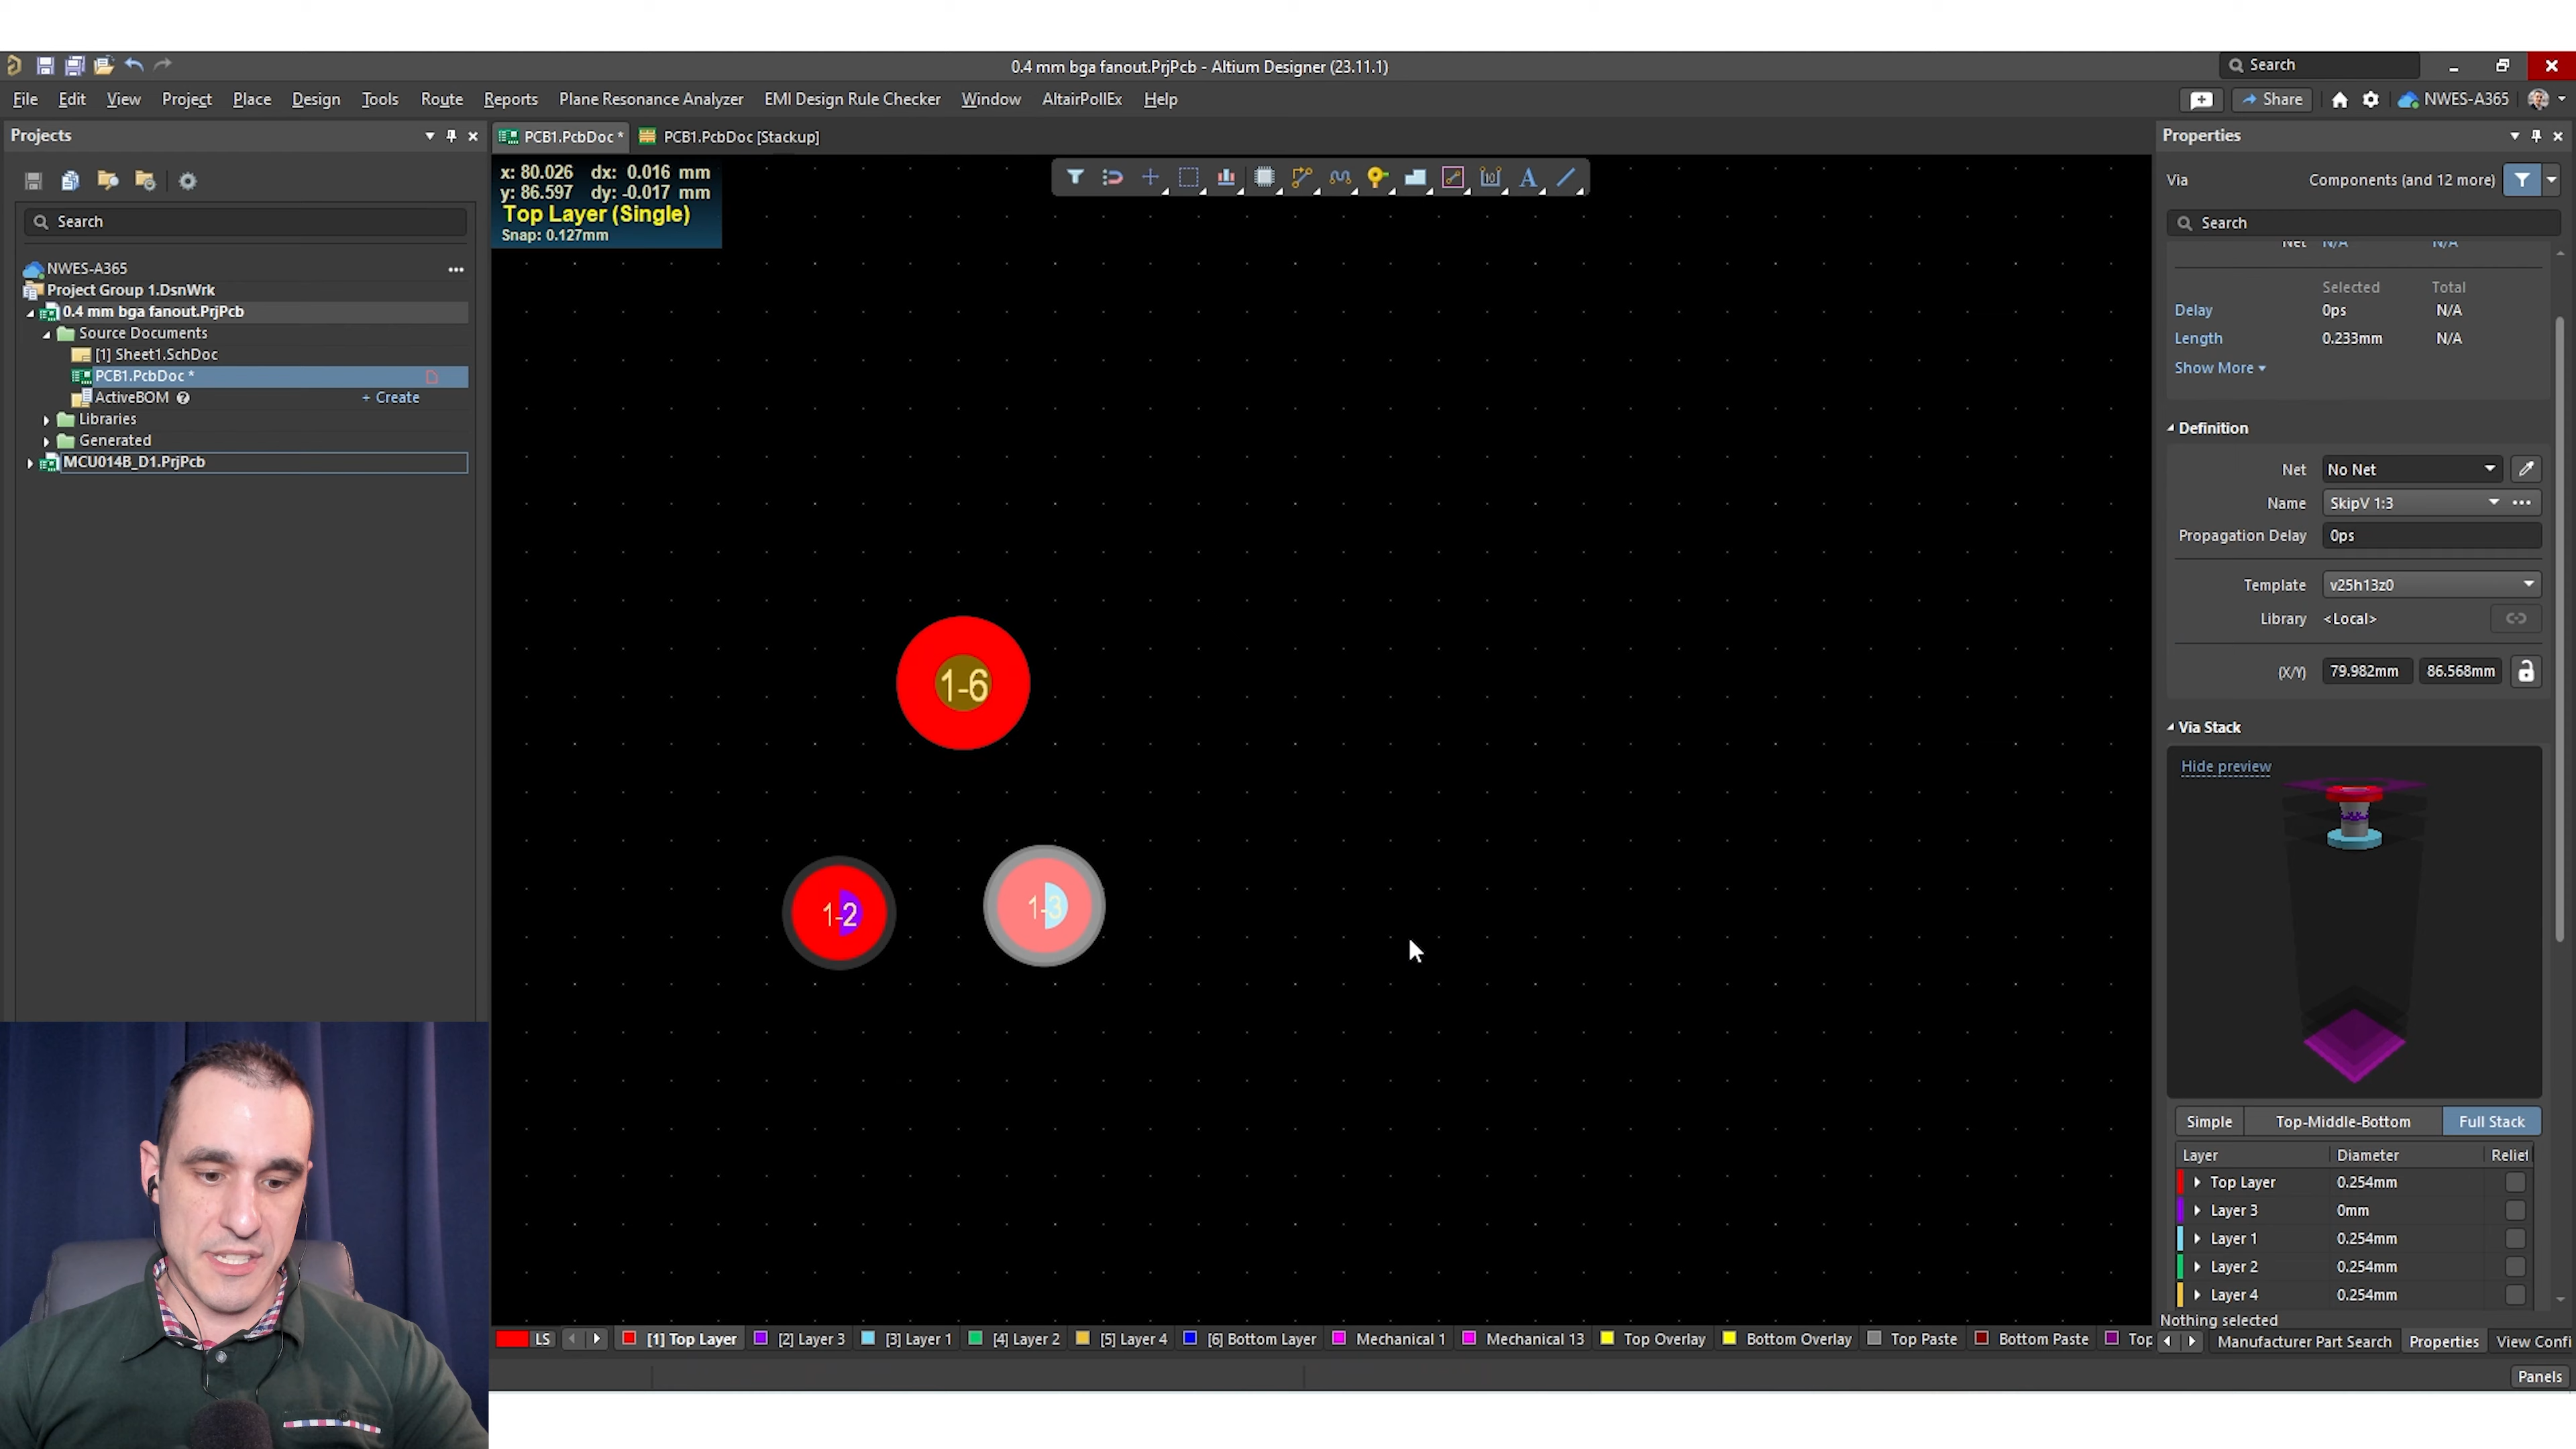 0.4 mm bga fanout.PrjPcb - Altium Designer (23.11.1)
Search
File Edit View Project Place Design Tools Route Reports Plane Resonance Analyzer EMI Design Rule Checker Window AltairPollEx Help
Share
NWES-A365
Projects
PCB1.PcbDoc *
PCB1.PcbDoc [Stackup]
Properties
x: 80.026 dx: 0.016 mm
y: 86.597 dy: -0.017 mm
Top Layer (Single)
Snap: 0.127mm
Search
NWES-A365
Project Group 1.DsnWrk
0.4 mm bga fanout.PrjPcb
Source Documents
[1] Sheet1.SchDoc
PCB1.PcbDoc *
ActiveBOM
+ Create
Libraries
Generated
MCU014B_D1.PrjPcb
1-6
1-2
1-3
Via Components (and 12 more)
Search
Net N/A N/A
Selected Total
Delay 0ps N/A
Length 0.233mm N/A
Show More
Definition
Net No Net
Name SkipV 1:3
Propagation Delay 0ps
Template v25h13z0
Library <Local>
(X/Y) 79.982mm 86.568mm
Via Stack
Hide preview
Simple Top-Middle-Bottom Full Stack
Layer Diameter Relief
Top Layer 0.254mm
Layer 3 0mm
Layer 1 0.254mm
Layer 2 0.254mm
Layer 4 0.254mm
Nothing selected
LS [1] Top Layer [2] Layer 3 [3] Layer 1 [4] Layer 2 [5] Layer 4 [6] Bottom Layer Mechanical 1 Mechanical 13 Top Overlay Bottom Overlay Top Paste Bottom Paste Top
Manufacturer Part Search Properties View Confi
Panels